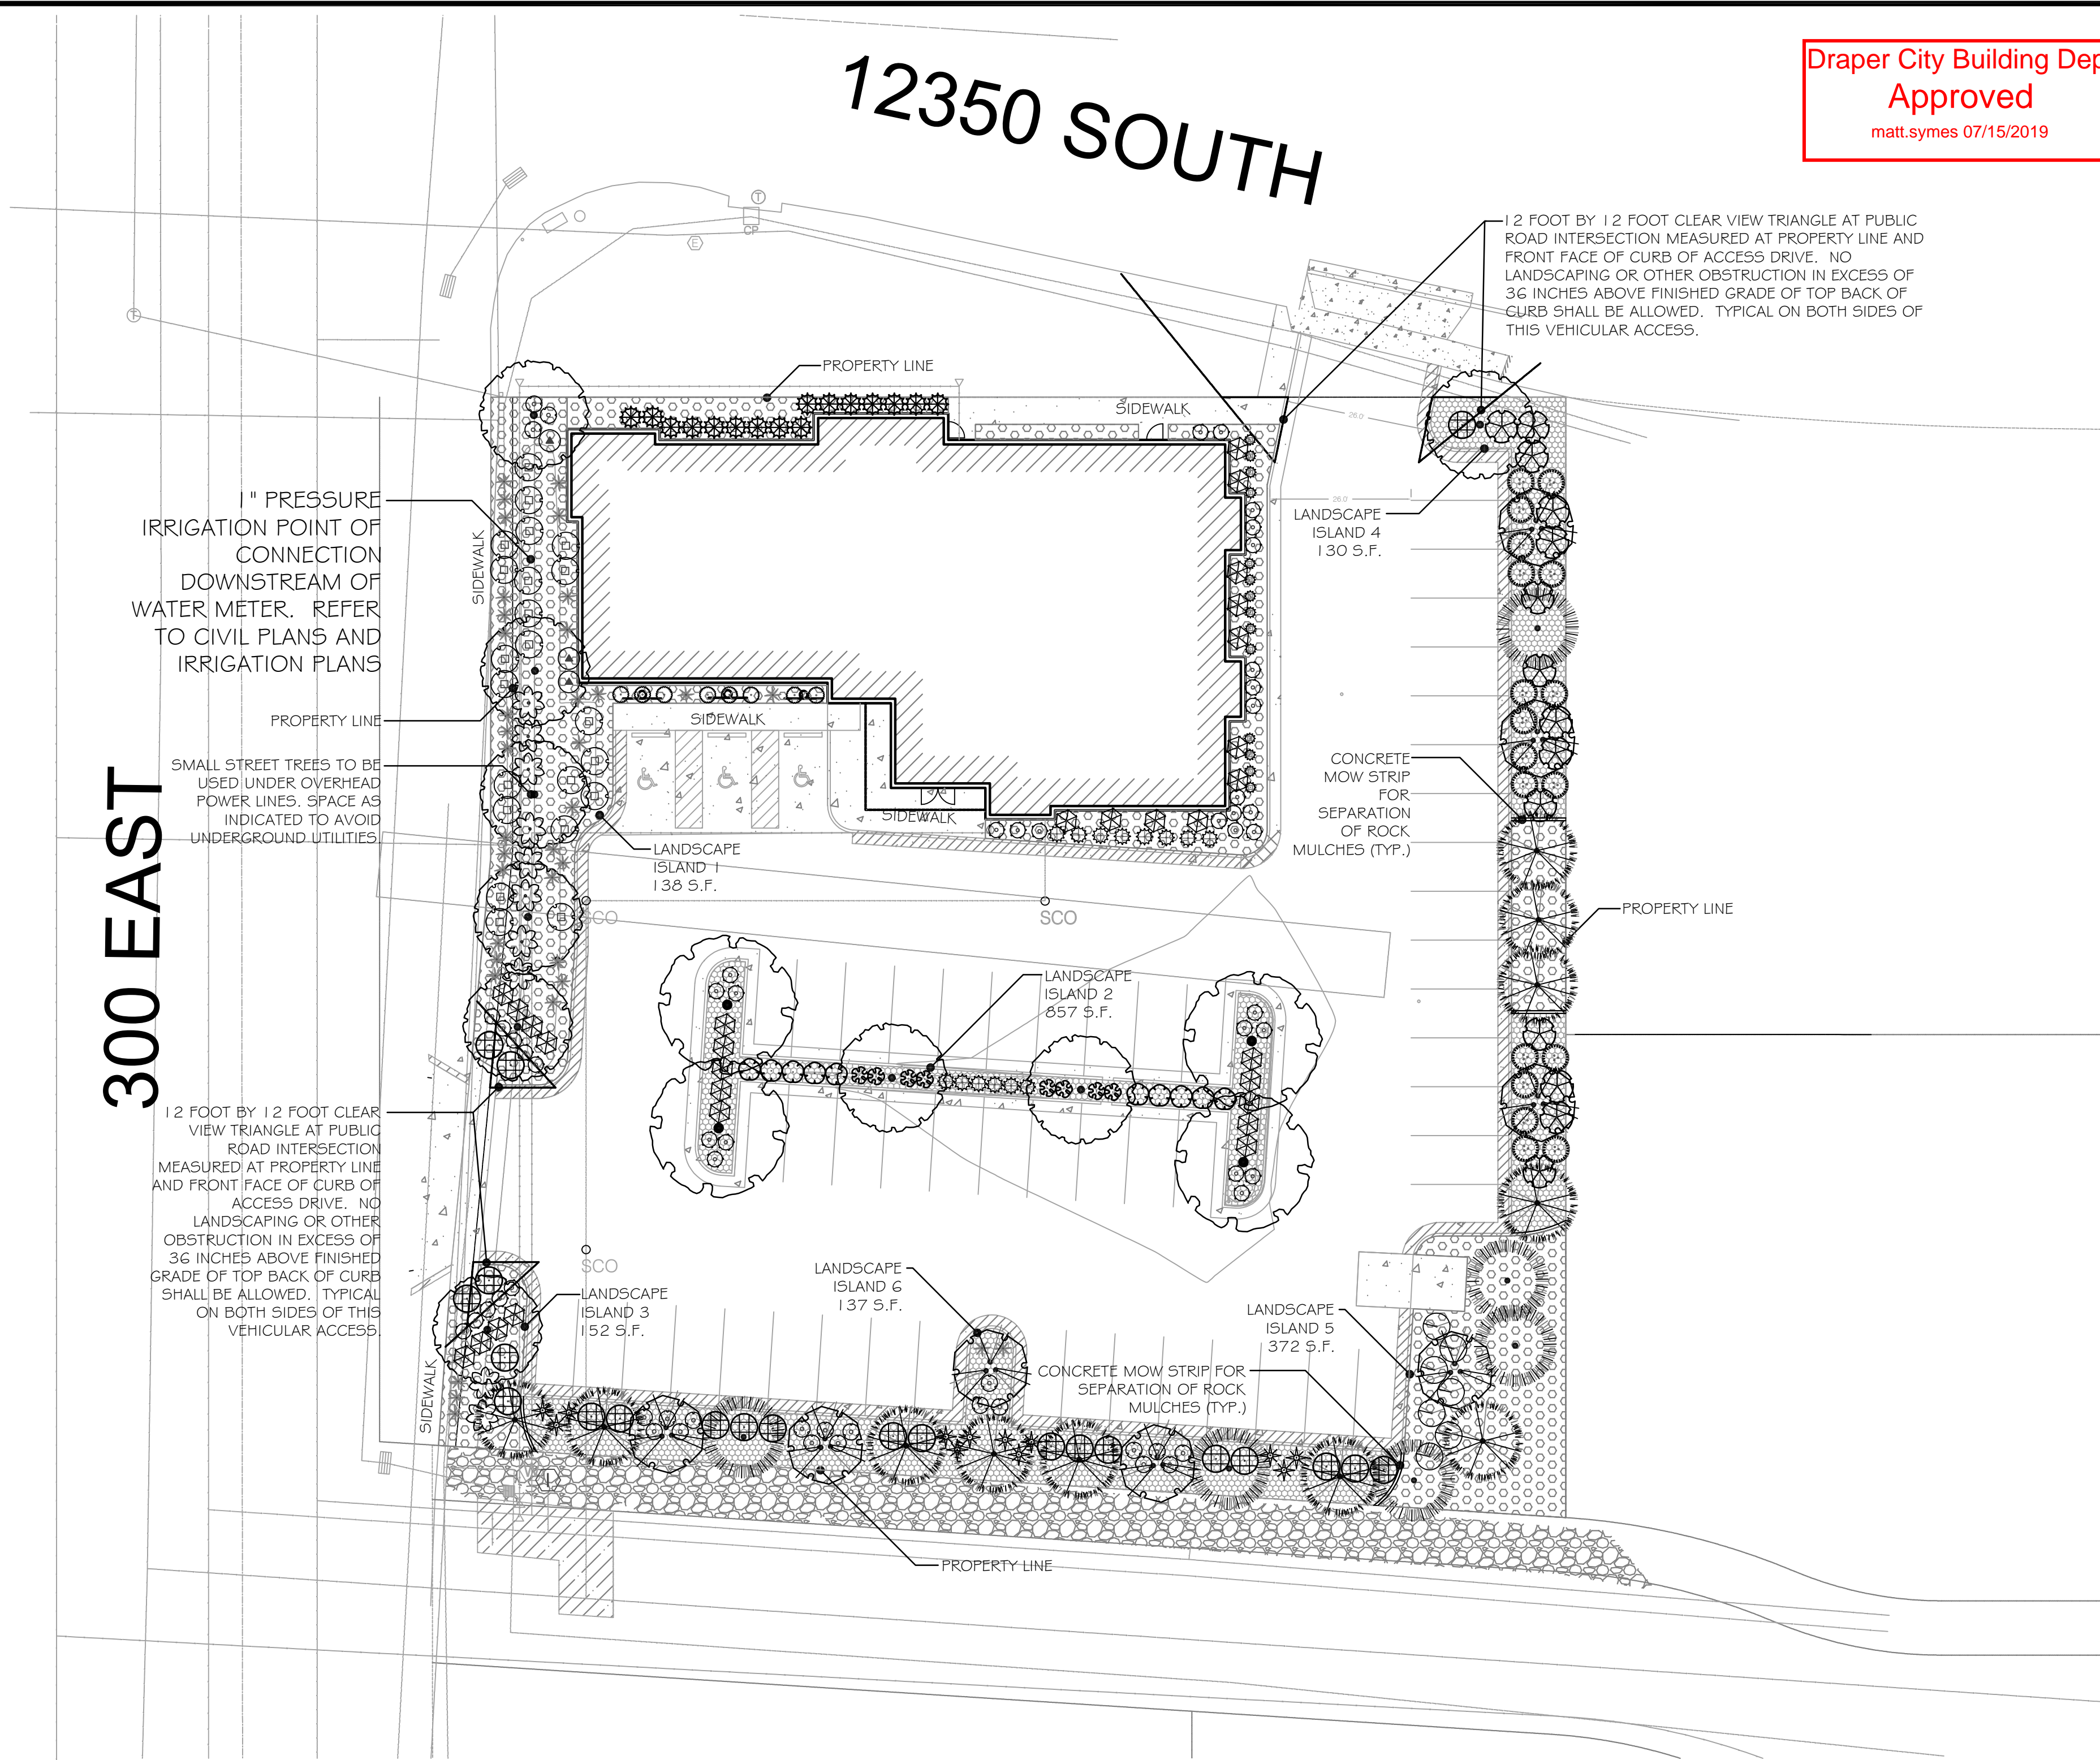 12350 SOUTH
Draper City Building Dep
Approved
matt.symes 07/15/2019
12 FOOT BY 12 FOOT CLEAR VIEW TRIANGLE AT PUBLIC
ROAD INTERSECTION MEASURED AT PROPERTY LINE AND
FRONT FACE OF CURB OF ACCESS DRIVE. NO
LANDSCAPING OR OTHER OBSTRUCTION IN EXCESS OF
36 INCHES ABOVE FINISHED GRADE OF TOP BACK OF
CURB SHALL BE ALLOWED. TYPICAL ON BOTH SIDES OF
THIS VEHICULAR ACCESS.
T
CP
E
T
PROPERTY LINE
SIDEWALK
26.0'
26.0'
1" PRESSURE
IRRIGATION POINT OF
CONNECTION
DOWNSTREAM OF
WATER METER. REFER
TO CIVIL PLANS AND
IRRIGATION PLANS
SIDEWALK
LANDSCAPE
ISLAND 4
130 S.F.
PROPERTY LINE
SIDEWALK
SMALL STREET TREES TO BE
USED UNDER OVERHEAD
POWER LINES. SPACE AS
INDICATED TO AVOID
UNDERGROUND UTILITIES.
300 EAST
CONCRETE
MOW STRIP
FOR
SEPARATION
OF ROCK
MULCHES (TYP.)
SIDEWALK
LANDSCAPE
ISLAND 1
138 S.F.
SCO
SCO
PROPERTY LINE
LANDSCAPE
ISLAND 2
857 S.F.
12 FOOT BY 12 FOOT CLEAR
VIEW TRIANGLE AT PUBLIC
ROAD INTERSECTION
MEASURED AT PROPERTY LINE
AND FRONT FACE OF CURB OF
ACCESS DRIVE. NO
LANDSCAPING OR OTHER
OBSTRUCTION IN EXCESS OF
36 INCHES ABOVE FINISHED
GRADE OF TOP BACK OF CURB
SHALL BE ALLOWED. TYPICAL
ON BOTH SIDES OF THIS
VEHICULAR ACCESS.
SCO
LANDSCAPE
ISLAND 3
152 S.F.
LANDSCAPE
ISLAND 6
137 S.F.
LANDSCAPE
ISLAND 5
372 S.F.
CONCRETE MOW STRIP FOR
SEPARATION OF ROCK
MULCHES (TYP.)
SIDEWALK
PROPERTY LINE